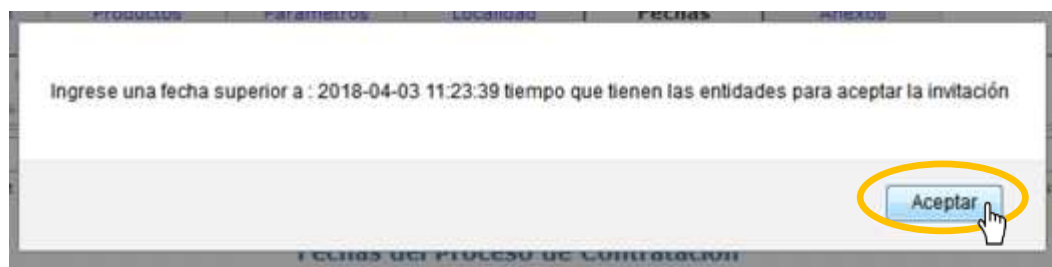 Productos Parámetros Localidad Fechas Anexos
Ingrese una fecha superior a : 2018-04-03 11:23:39 tiempo que tienen las entidades para aceptar la invitación
Aceptar
Fechas del Proceso de Contratación